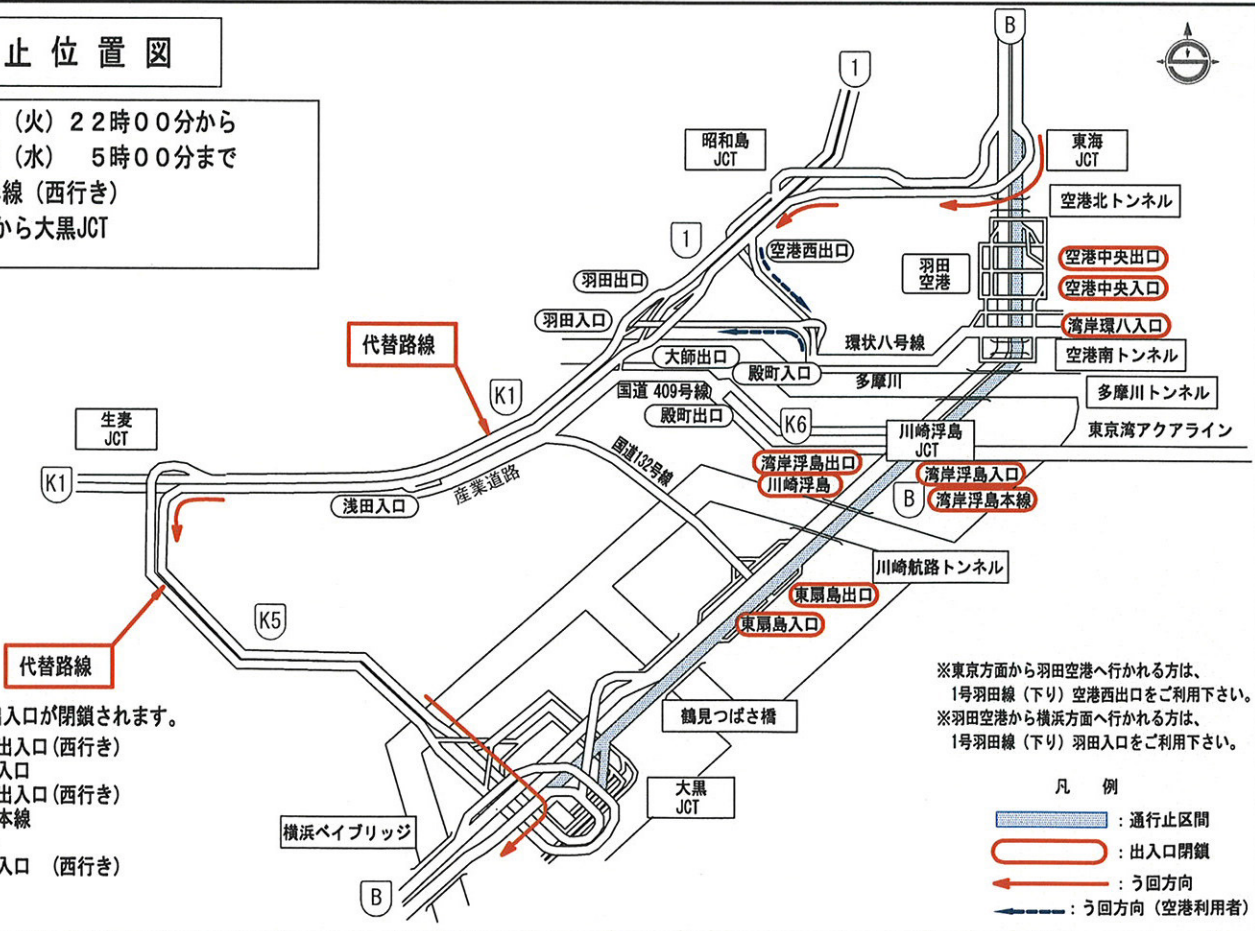 止位置図
（火）２２時００分から
（水）　５時００分まで
線（西行き）
から大黒JCT
B
1
昭和島
JCT
東海
JCT
空港北トンネル
1
空港西出口
羽田
空港
空港中央出口
空港中央入口
羽田出口
羽田入口
湾岸環八入口
代替路線
環状八号線
空港南トンネル
大師出口
殿町入口
多摩川
多摩川トンネル
K1
国道 409号線
殿町出口
K6
川崎浮島
JCT
東京湾アクアライン
生麦
JCT
K1
国道132号線
湾岸浮島出口
川崎浮島
湾岸浮島入口
B
湾岸浮島本線
産業道路
浅田入口
川崎航路トンネル
東扇島出口
東扇島入口
K5
代替路線
鶴見つばさ橋
大黒
JCT
横浜ベイブリッジ
B
出入口が閉鎖されます。
出入口(西行き)
入口
出入口(西行き)
本線
入口　(西行き)
※東京方面から羽田空港へ行かれる方は、
1号羽田線（下り）空港西出口をご利用下さい。
※羽田空港から横浜方面へ行かれる方は、
1号羽田線（下り）羽田入口をご利用下さい。
凡　例
：通行止区間
：出入口閉鎖
：う回方向
：う回方向（空港利用者）